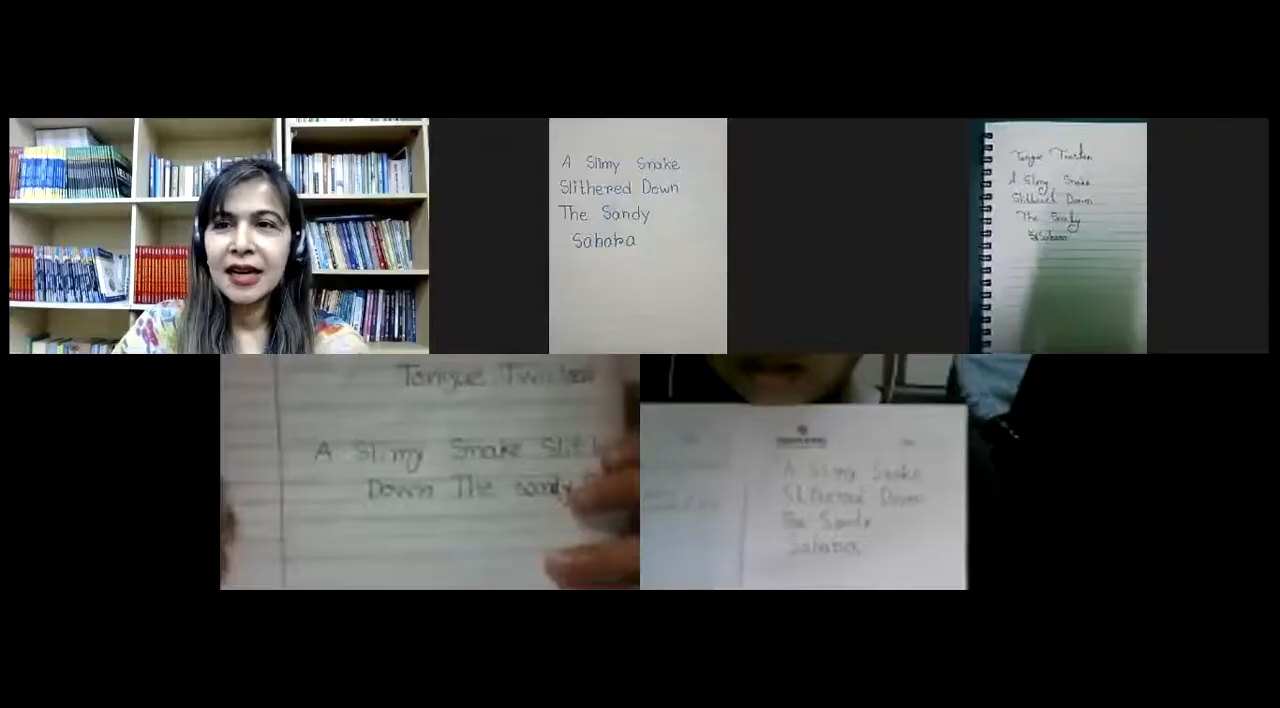 A Slimy Snake
Slithered Down
The Sandy
Sahara
Tongue Twister
A Slimy Snake
Slithered Down
The Sandy
Sahara
Tongue
A Slimy Snake
Down The sandy
A Slimy Snake
Slithered Down
The Sandy
Sahara